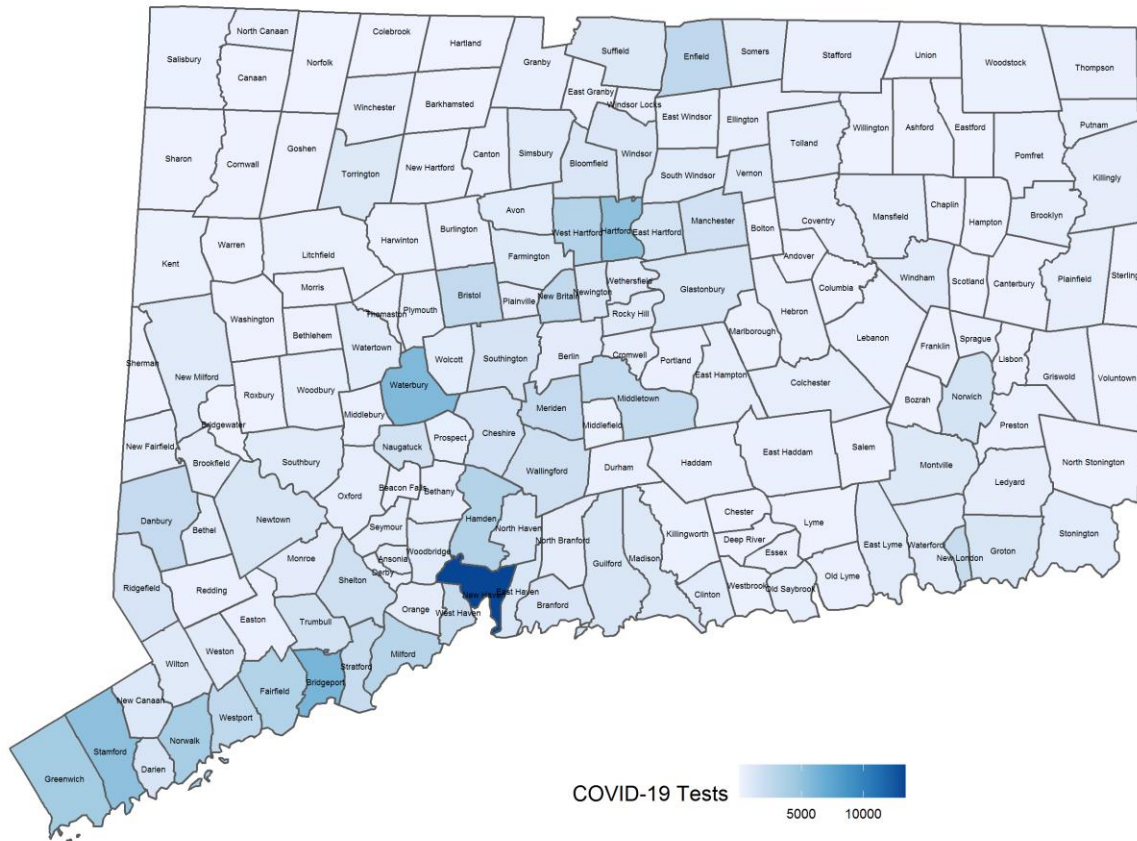 North Canaan
Colebrook
Hartland
Suffield
Enfield
Somers
Stafford
Union
Woodstock
Thompson
Salisbury
Canaan
Norfolk
Granby
East Granby
Windsor Locks
Winchester
Barkhamsted
East Windsor
Ellington
Willington
Ashford
Eastford
Putnam
Sharon
Cornwall
Goshen
Torrington
New Hartford
Canton
Simsbury
Bloomfield
Windsor
South Windsor
Vernon
Tolland
Pomfret
Killingly
Kent
Warren
Litchfield
Harwinton
Burlington
Avon
West Hartford
Hartford
East Hartford
Manchester
Bolton
Coventry
Mansfield
Chaplin
Hampton
Brooklyn
Farmington
Andover
Columbia
Windham
Scotland
Canterbury
Plainfield
Sterling
Morris
Washington
Bethlehem
Thomaston
Plymouth
Bristol
Plainville
New Britain
Newington
Wethersfield
Rocky Hill
Glastonbury
Marlborough
Hebron
Lebanon
Franklin
Sprague
Lisbon
Griswold
Voluntown
Sherman
New Milford
Roxbury
Woodbury
Watertown
Waterbury
Wolcott
Southington
Berlin
Cromwell
Portland
East Hampton
Colchester
Bozrah
Norwich
Preston
Bridgewater
Middlebury
Meriden
Middletown
Middlefield
New Fairfield
Brookfield
Southbury
Naugatuck
Prospect
Cheshire
Wallingford
Durham
Haddam
East Haddam
Salem
Montville
Ledyard
North Stonington
Danbury
Bethel
Newtown
Oxford
Beacon Falls
Bethany
Hamden
North Haven
North Branford
Killingworth
Chester
Deep River
Essex
Lyme
Seymour
Woodbridge
Ansonia
Derby
Monroe
Ridgefield
Redding
Shelton
Orange
West Haven
New Haven
East Haven
Branford
Guilford
Madison
Clinton
Westbrook
Old Saybrook
Old Lyme
East Lyme
Waterford
New London
Groton
Stonington
Easton
Trumbull
Wilton
Weston
Milford
Stratford
Bridgeport
Fairfield
Westport
New Canaan
Norwalk
Darien
Stamford
Greenwich
COVID-19 Tests
5000 10000